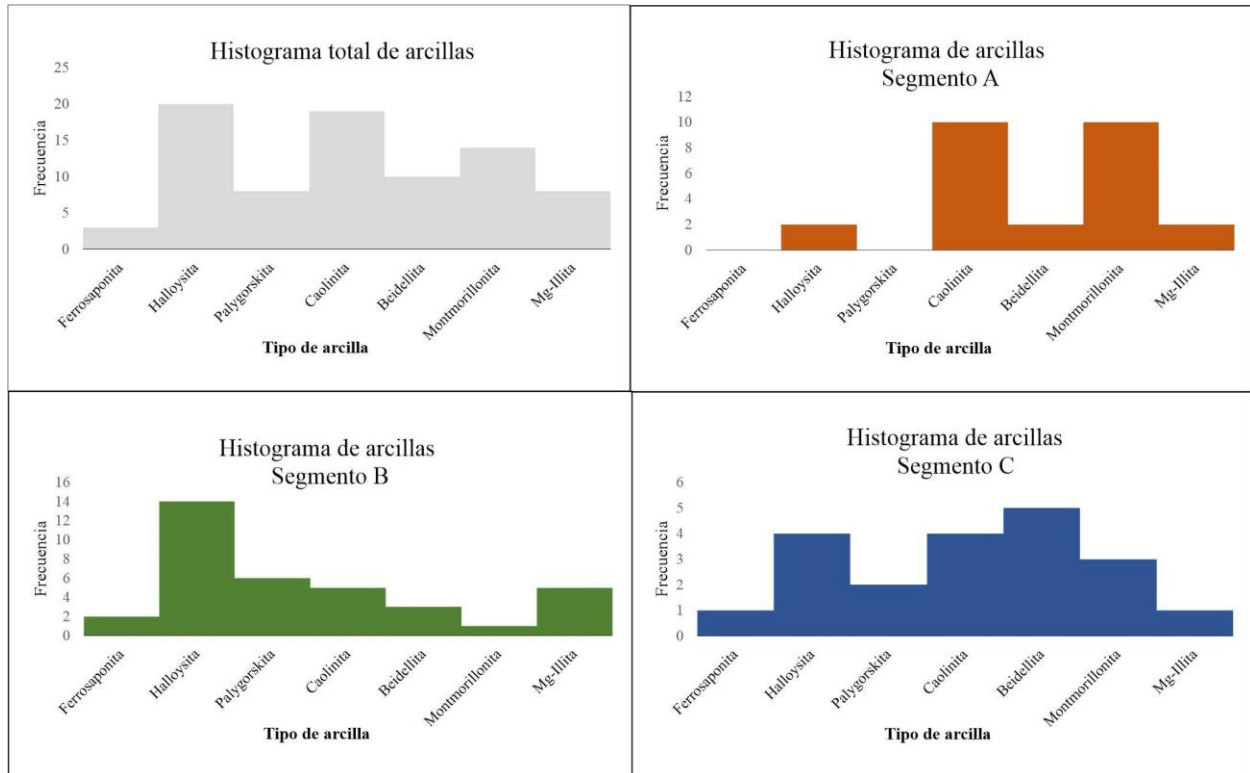 Histograma total de arcillas
25
20
15
10
5
0
Frecuencia
Ferrosaponita
Halloysita
Palygorskita
Caolinita
Beidellita
Montmorillonita
Mg-Illita
Tipo de arcilla
Histograma de arcillas
Segmento A
12
10
8
6
4
2
0
Frecuencia
Ferrosaponita
Halloysita
Palygorskita
Caolinita
Beidellita
Montmorillonita
Mg-Illita
Tipo de arcilla
Histograma de arcillas
Segmento B
16
14
12
10
8
6
4
2
0
Frecuencia
Ferrosaponita
Halloysita
Palygorskita
Caolinita
Beidellita
Montmorillonita
Mg-Illita
Tipo de arcilla
Histograma de arcillas
Segmento C
6
5
4
3
2
1
0
Frecuencia
Ferrosaponita
Halloysita
Palygorskita
Caolinita
Beidellita
Montmorillonita
Mg-Illita
Tipo de arcilla